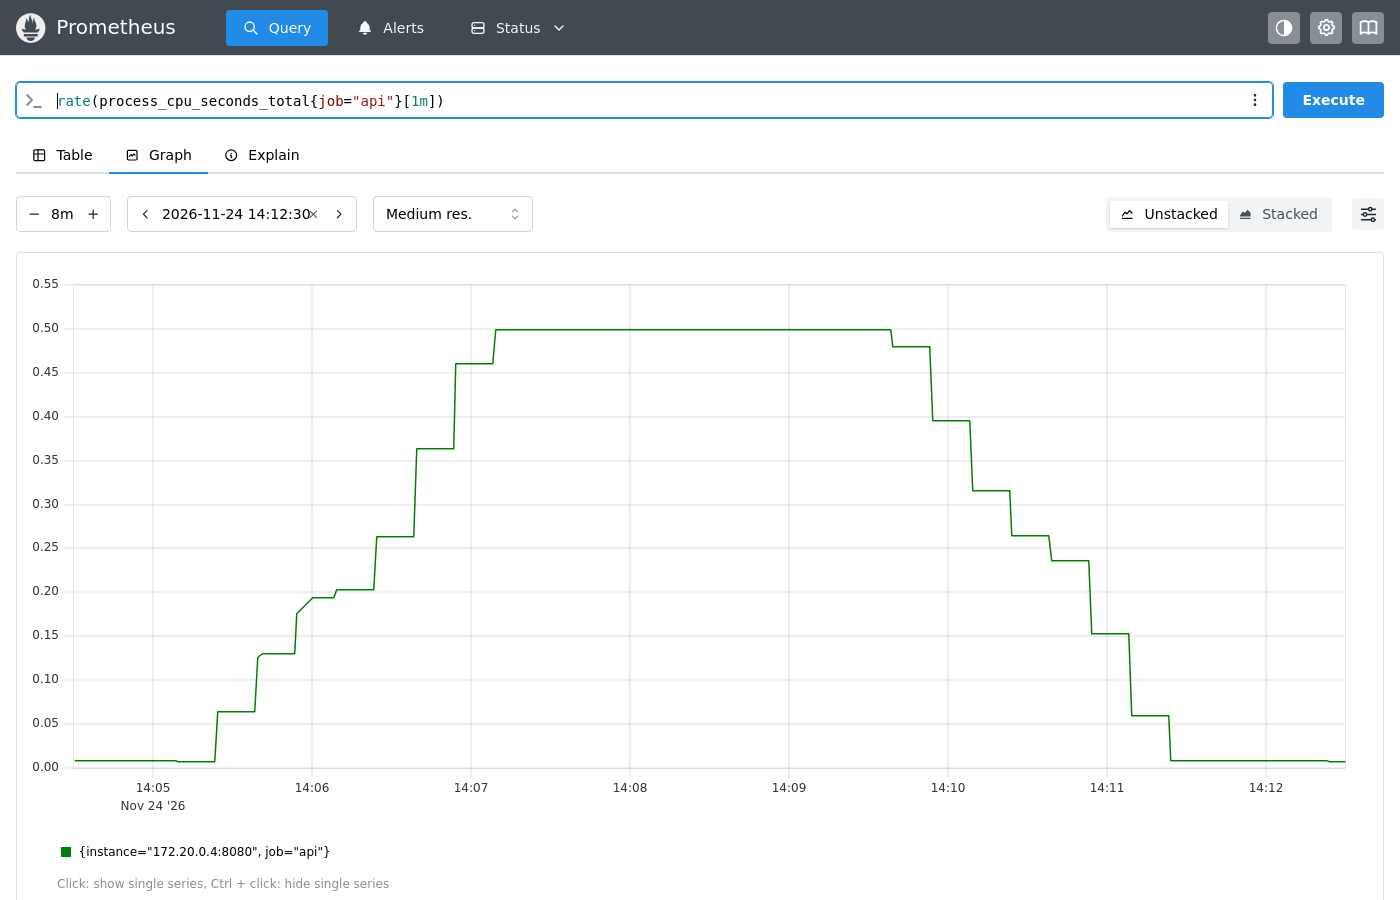 Prometheus Query Alerts Status
rate(process_cpu_seconds_total{job="api"}[1m]) Execute
Table Graph Explain
8m 2026-11-24 14:12:30 Medium res. Unstacked Stacked
0.55
0.50
0.45
0.40
0.35
0.30
0.25
0.20
0.15
0.10
0.05
0.00
14:05 14:06 14:07 14:08 14:09 14:10 14:11 14:12
Nov 24 '26
{instance="172.20.0.4:8080", job="api"}
Click: show single series, Ctrl + click: hide single series